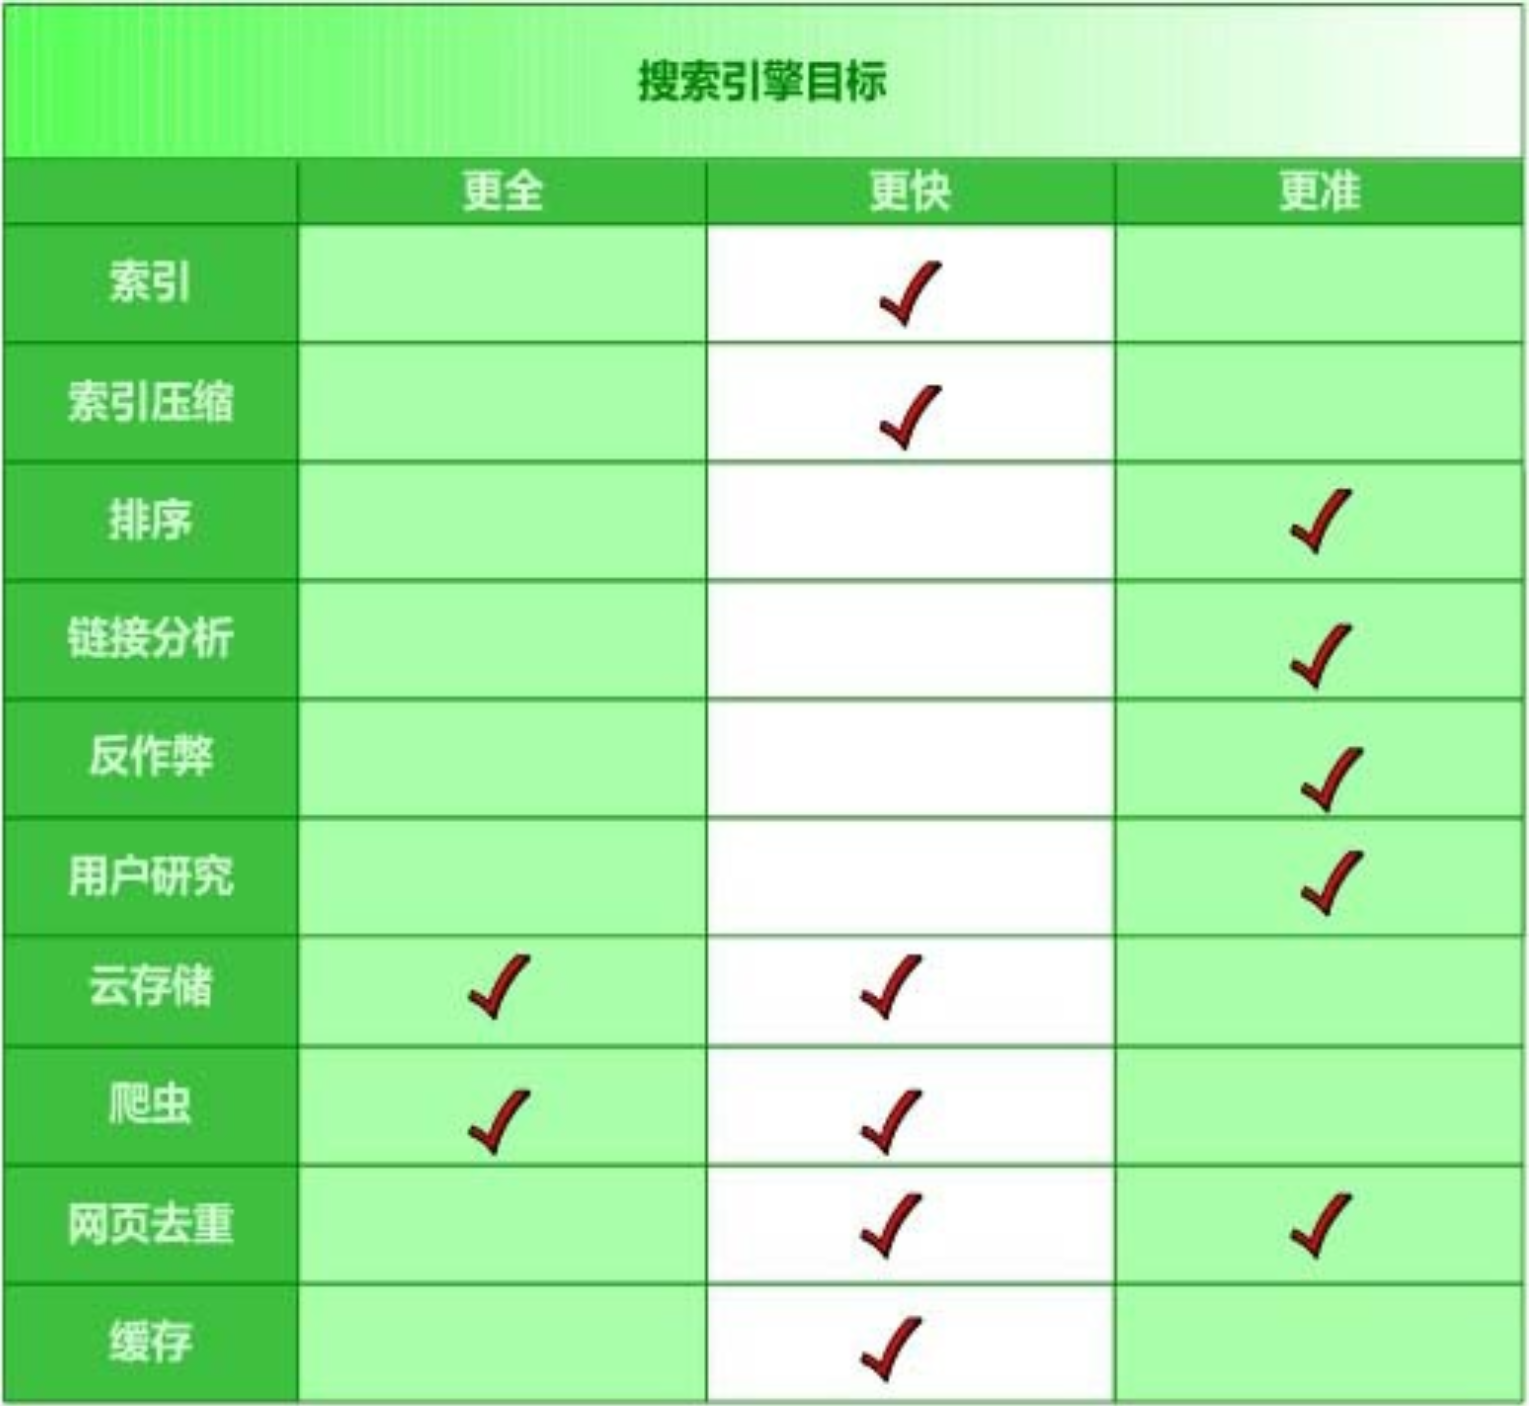 搜索引擎目标
更全 更快 更准
索引
索引压缩
排序
链接分析
反作弊
用户研究
云存储
爬虫
网页去重
缓存